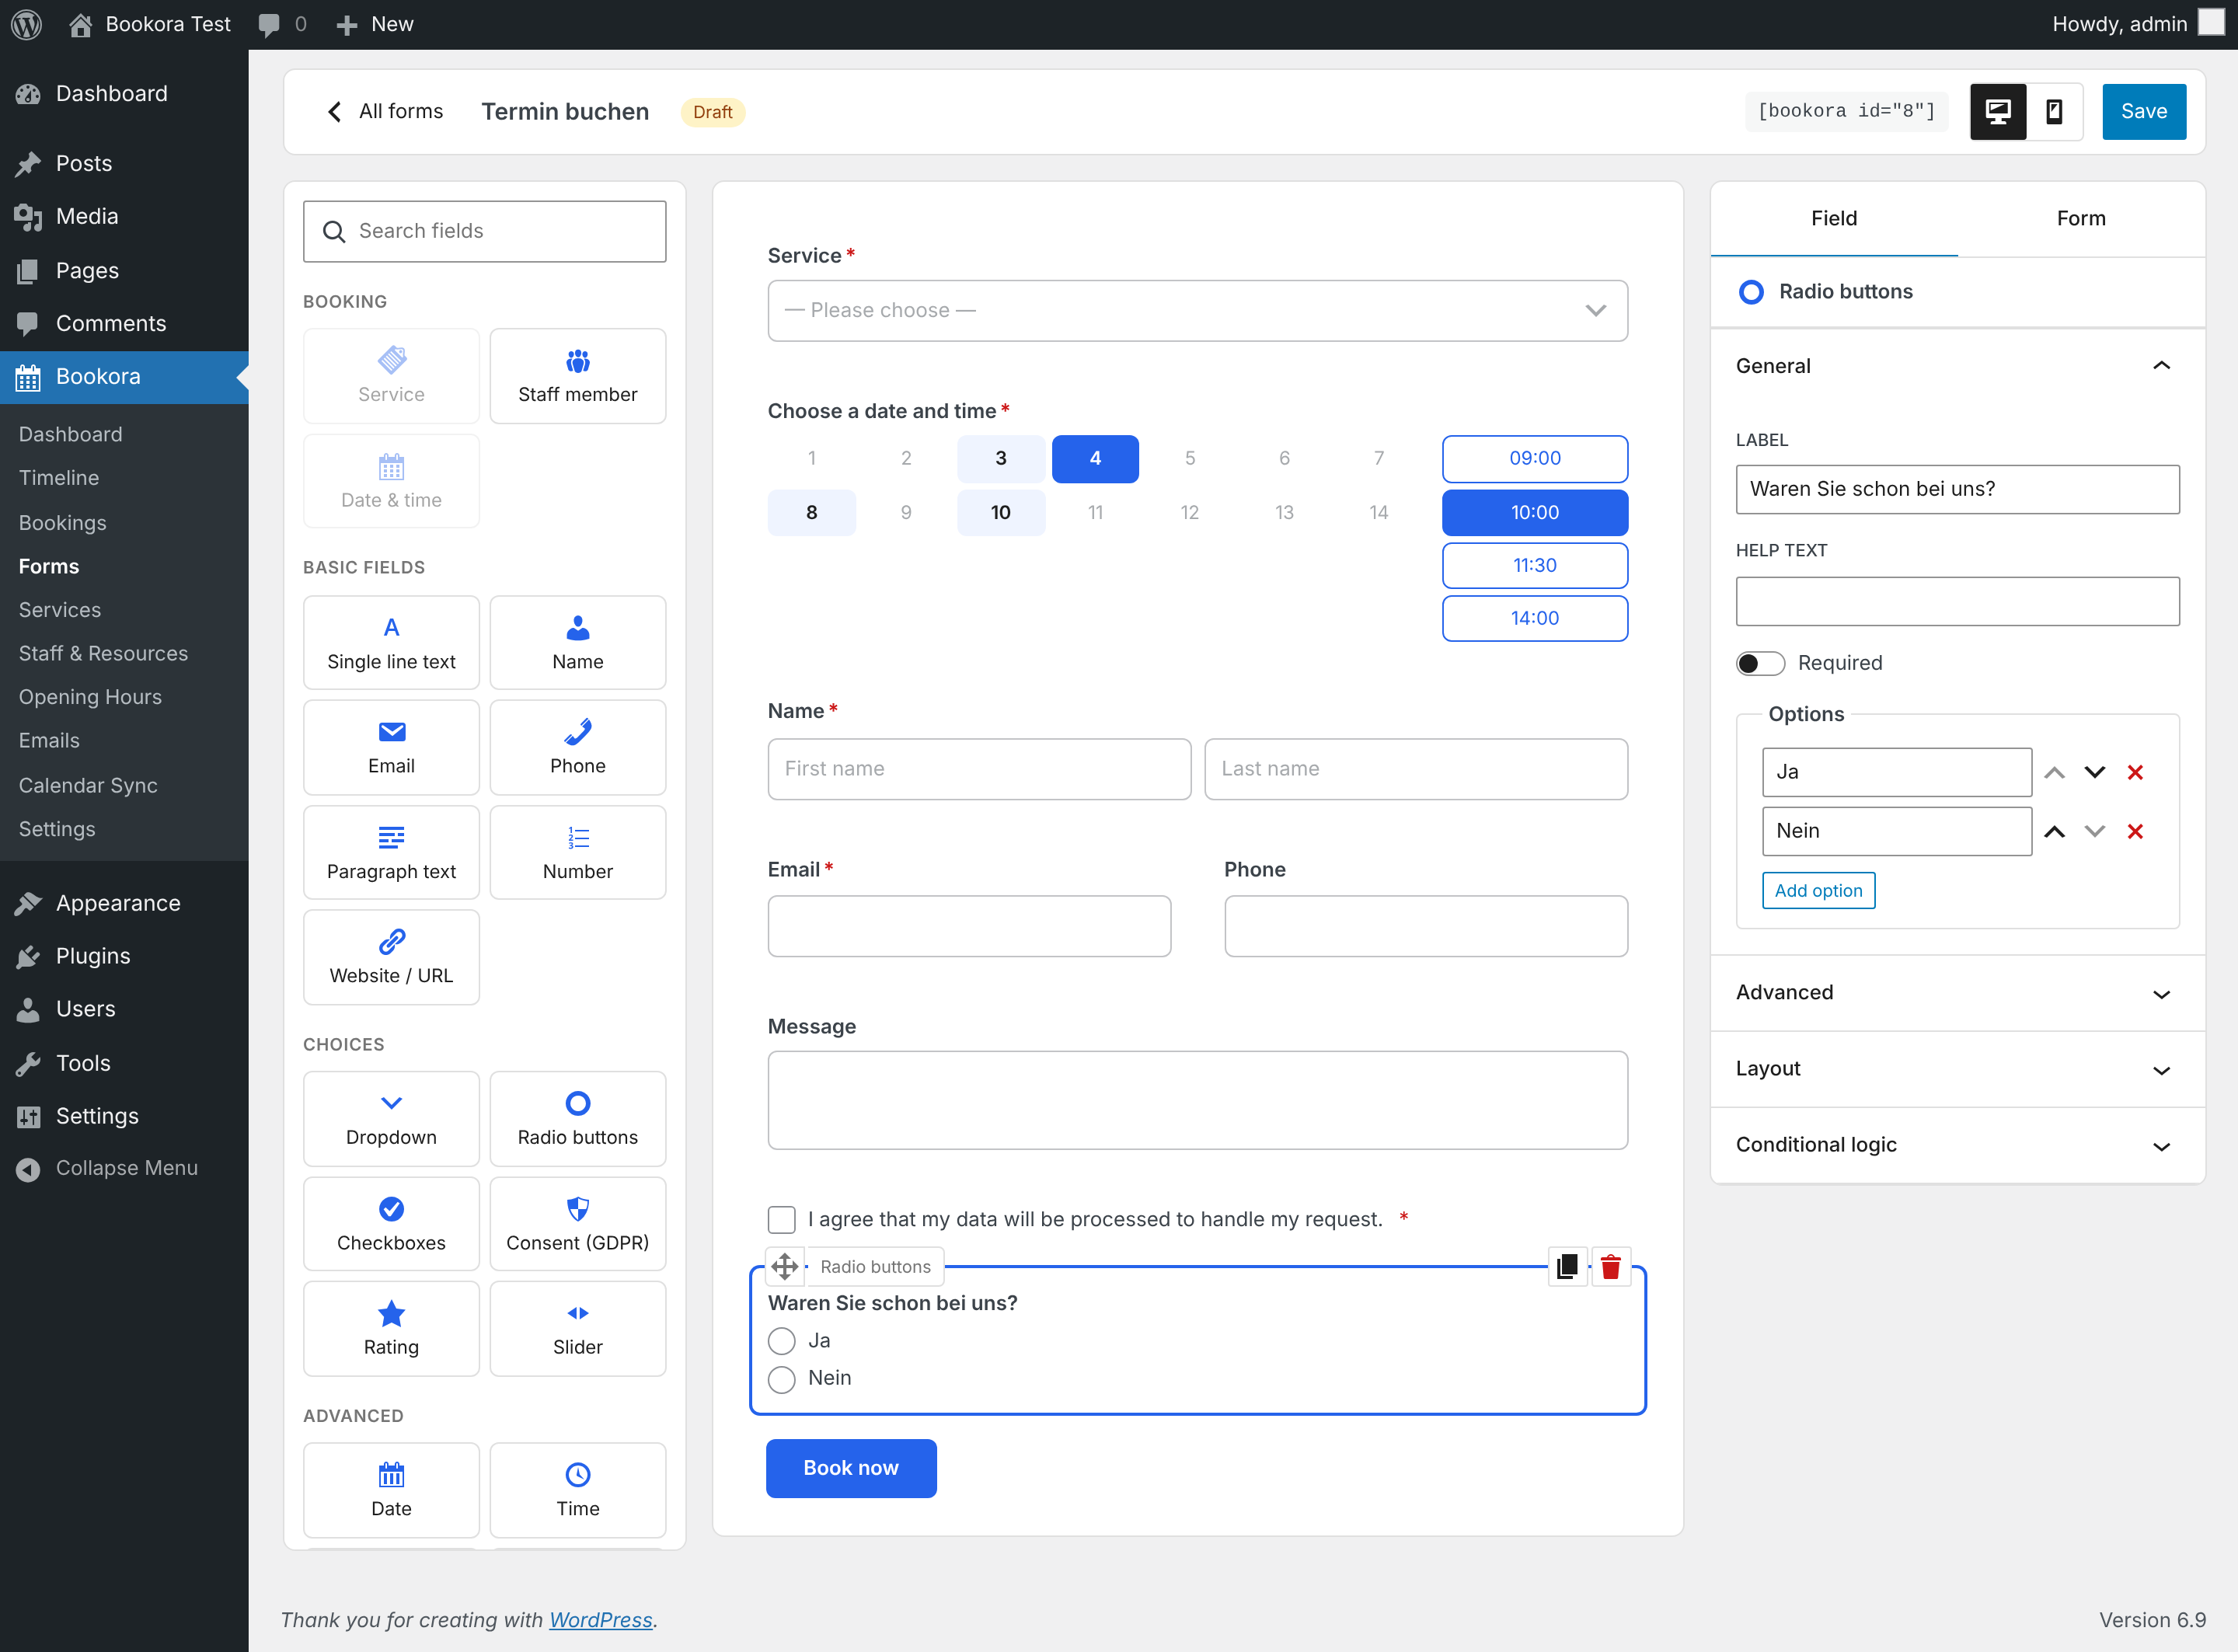 Bookora Test
0
New
Howdy, admin
Dashboard
Posts
Media
Pages
Comments
Bookora
Dashboard
Timeline
Bookings
Forms
Services
Staff & Resources
Opening Hours
Emails
Calendar Sync
Settings
Appearance
Plugins
Users
Tools
Settings
Collapse Menu
All forms
Termin buchen
Draft
[bookora id="8"]
Save
Search fields
BOOKING
Service
Staff member
Date & time
BASIC FIELDS
A
Single line text
Name
Email
Phone
Paragraph text
1
2
3
Number
Website / URL
CHOICES
Dropdown
Radio buttons
Checkboxes
Consent (GDPR)
Rating
Slider
ADVANCED
Date
Time
Service *
— Please choose —
Choose a date and time *
1 2 3 4 5 6 7
8 9 10 11 12 13 14
09:00
10:00
11:30
14:00
Name *
First name
Last name
Email *
Phone
Message
I agree that my data will be processed to handle my request. *
Radio buttons
Waren Sie schon bei uns?
Ja
Nein
Book now
Field
Form
Radio buttons
General
LABEL
Waren Sie schon bei uns?
HELP TEXT
Required
Options
Ja
Nein
Add option
Advanced
Layout
Conditional logic
Thank you for creating with WordPress.
Version 6.9